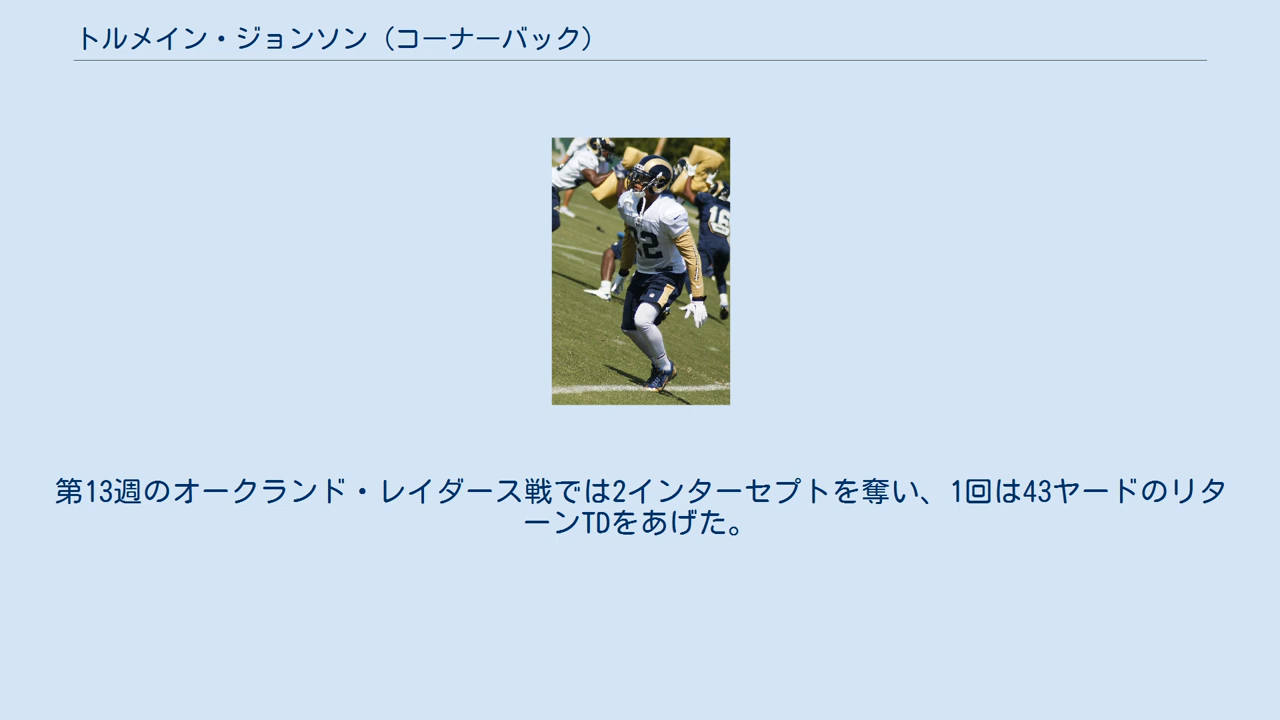 トルメイン・ジョンソン（コーナーバック）
16
22
第13週のオークランド・レイダース戦では2インターセプトを奪い、1回は43ヤードのリタ
ーンTDをあげた。